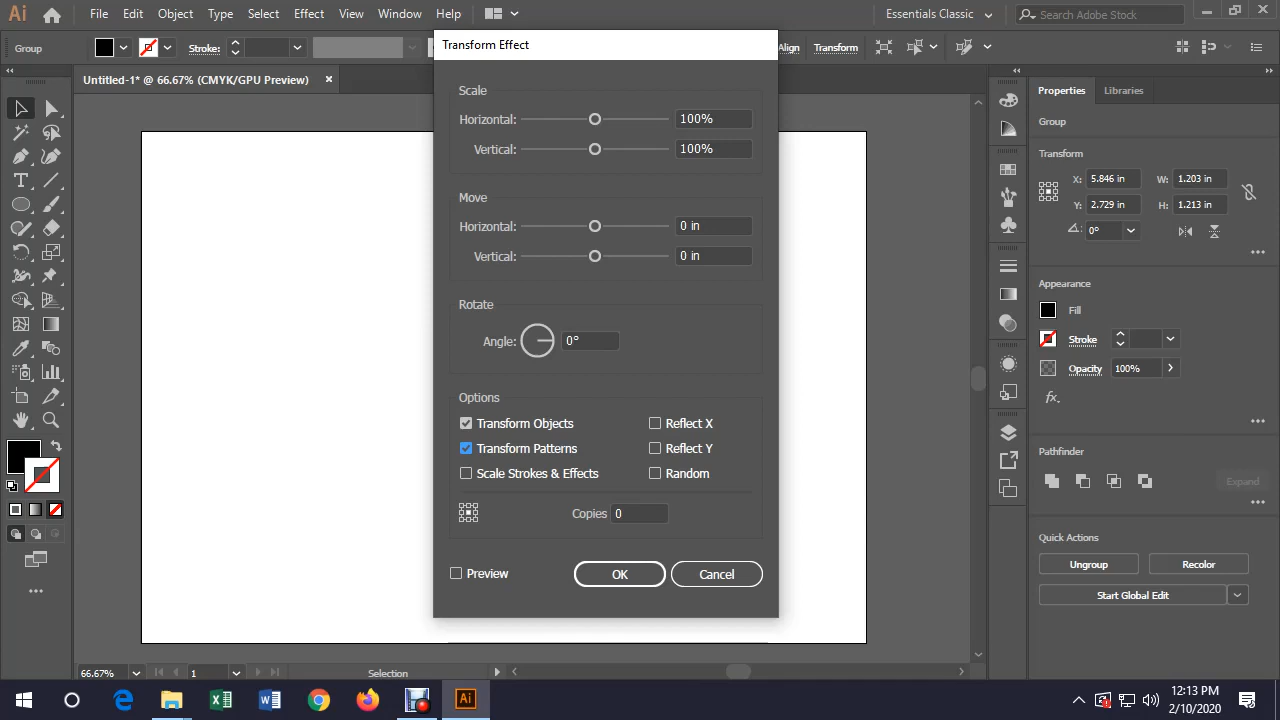 Ai File Edit Object Type Select Effect View Window Help Essentials Classic Search Adobe Stock
Group Stroke: Align Transform
Untitled-1* @ 66.67% (CMYK/GPU Preview) ×
Transform Effect
Scale
Horizontal: 100%
Vertical: 100%
Move
Horizontal: 0 in
Vertical: 0 in
Rotate
Angle: 0°
Options
Transform Objects Reflect X
Transform Patterns Reflect Y
Scale Strokes & Effects Random
Copies 0
Preview OK Cancel
Properties Libraries
Group
Transform
X: 5.846 in W: 1.203 in
Y: 2.729 in H: 1.213 in
0°
Appearance
Fill
Stroke
Opacity 100%
fx.
Pathfinder
Expand
Quick Actions
Ungroup Recolor
Start Global Edit
66.67% 1 Selection
12:13 PM
2/10/2020